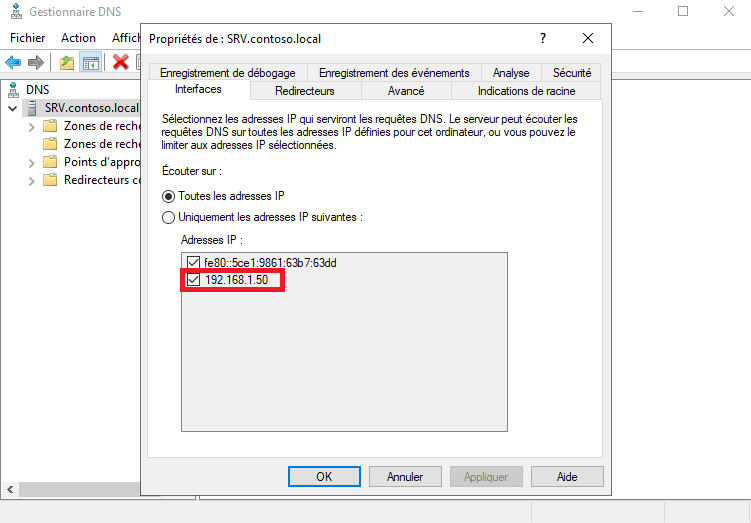 Gestionnaire DNS
Fichier Action Affich
DNS
SRV.contoso.local
Zones de reche
Zones de reche
Points d'appro
Redirecteurs co
Propriétés de : SRV.contoso.local
?
Enregistrement de débogage Enregistrement des événements Analyse Sécurité
Interfaces Redirecteurs Avancé Indications de racine
Sélectionnez les adresses IP qui serviront les requêtes DNS. Le serveur peut écouter les
requêtes DNS sur toutes les adresses IP définies pour cet ordinateur, ou vous pouvez le
limiter aux adresses IP sélectionnées.
Écouter sur :
Toutes les adresses IP
Uniquement les adresses IP suivantes :
Adresses IP :
fe80::5ce1:9861:63b7:63dd
192.168.1.50
OK Annuler Appliquer Aide